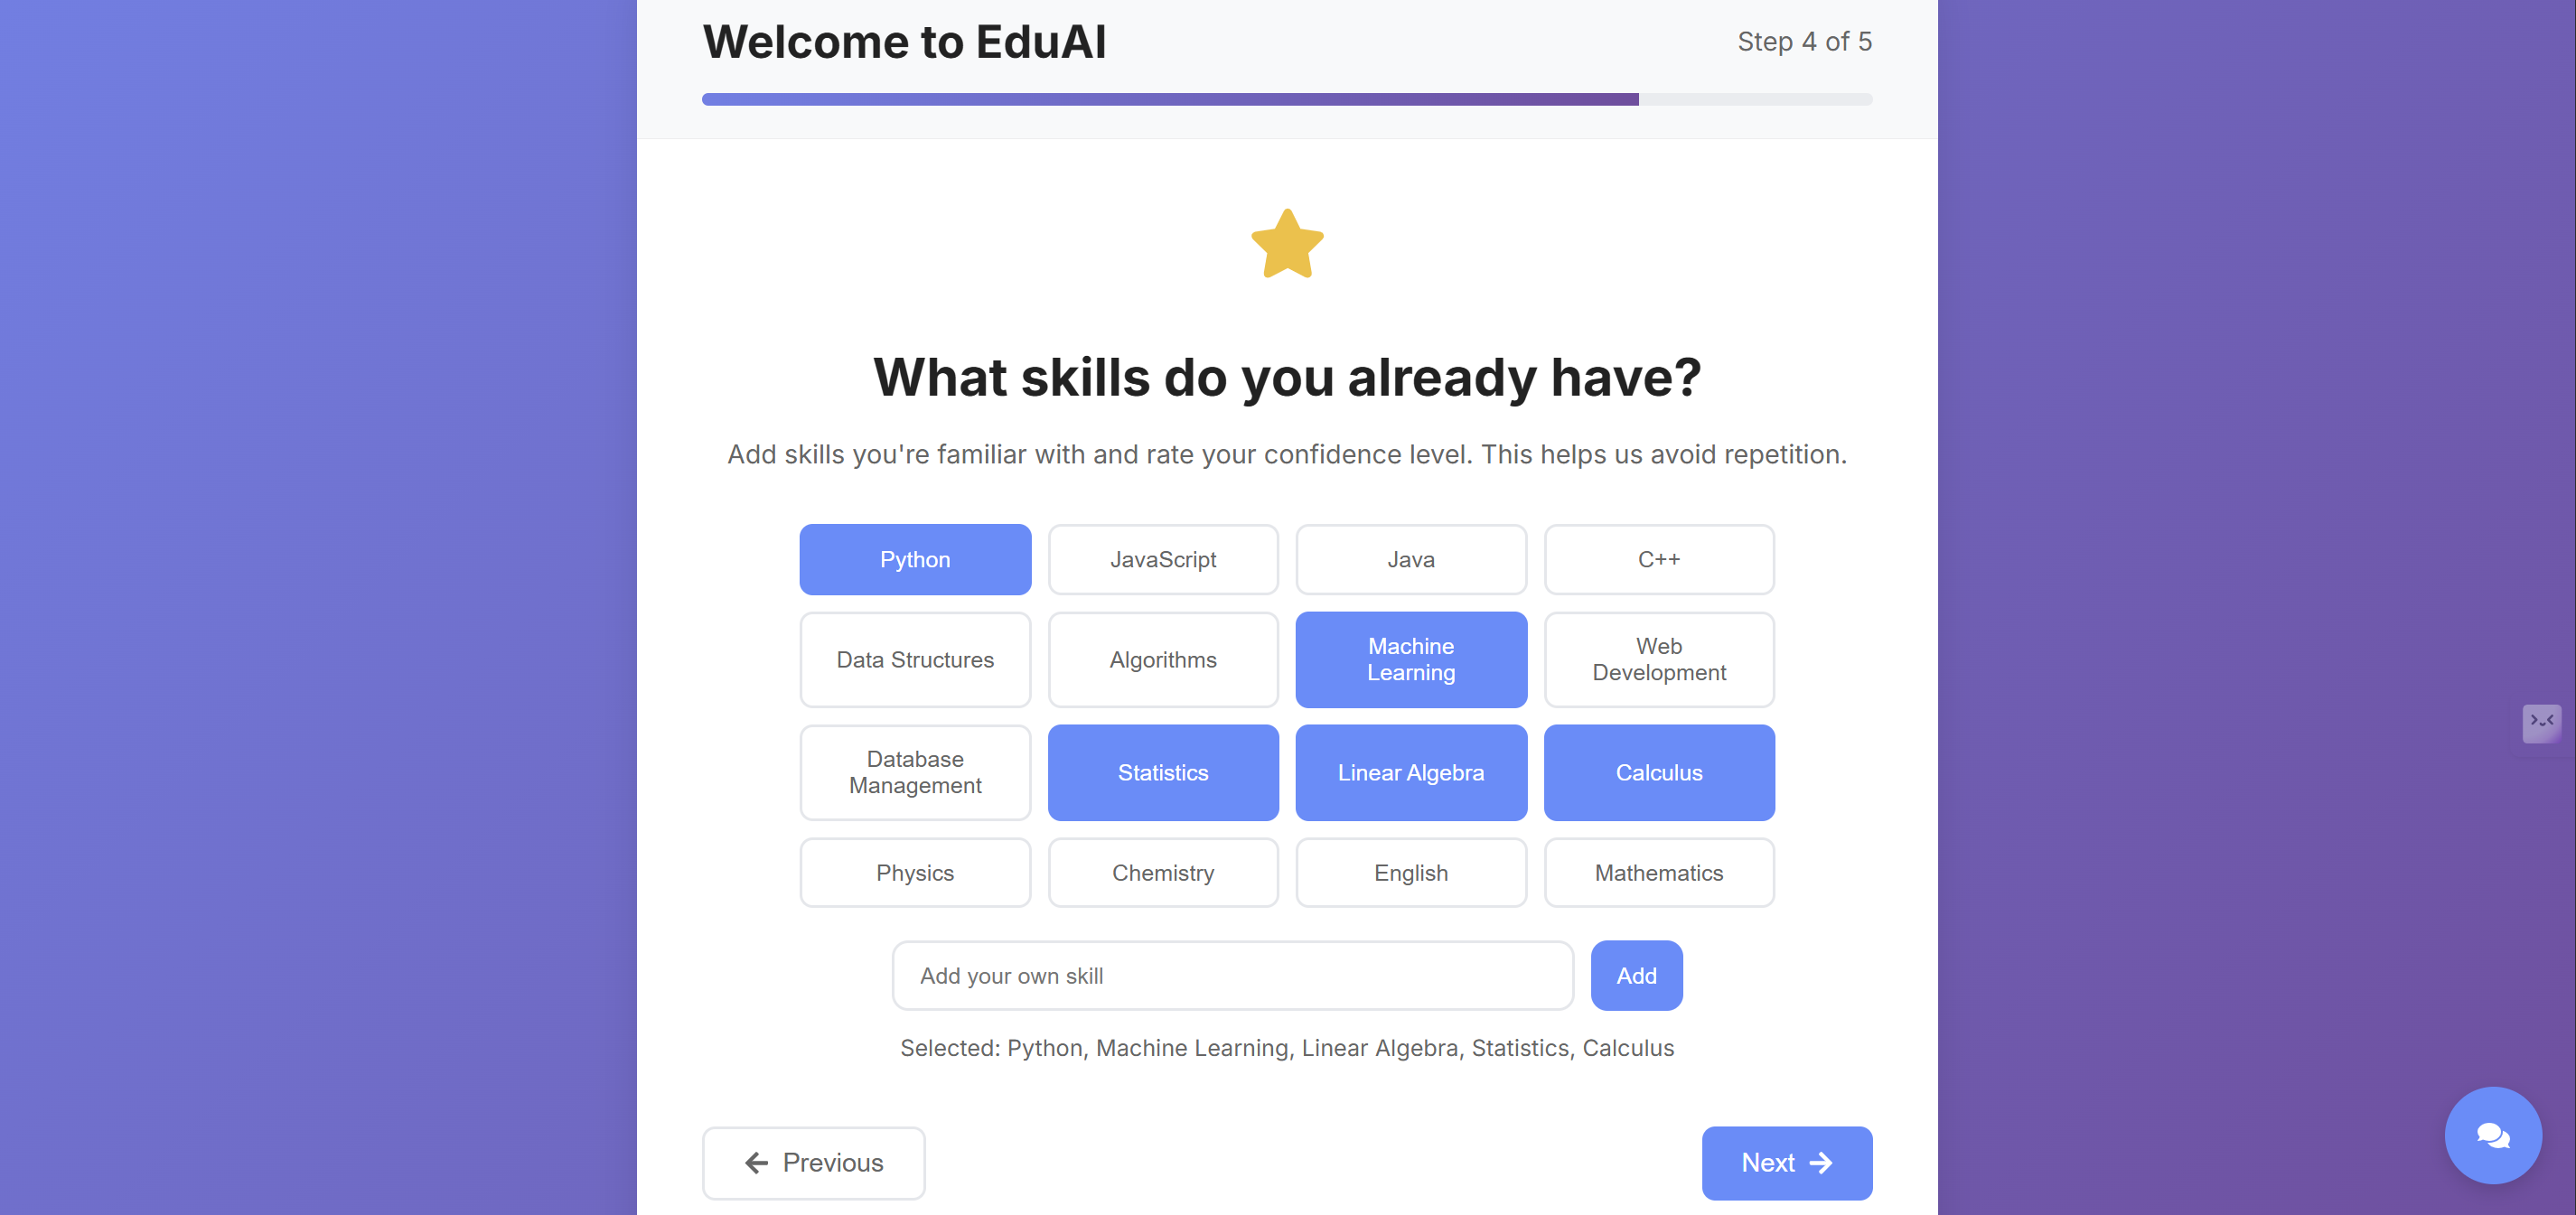 Welcome to EduAI
Step 4 of 5
What skills do you already have?
Add skills you're familiar with and rate your confidence level. This helps us avoid repetition.
Python
JavaScript
Java
C++
Data Structures
Algorithms
Machine
Learning
Web
Development
Database
Management
Statistics
Linear Algebra
Calculus
Physics
Chemistry
English
Mathematics
Add your own skill
Add
Selected: Python, Machine Learning, Linear Algebra, Statistics, Calculus
Previous
Next